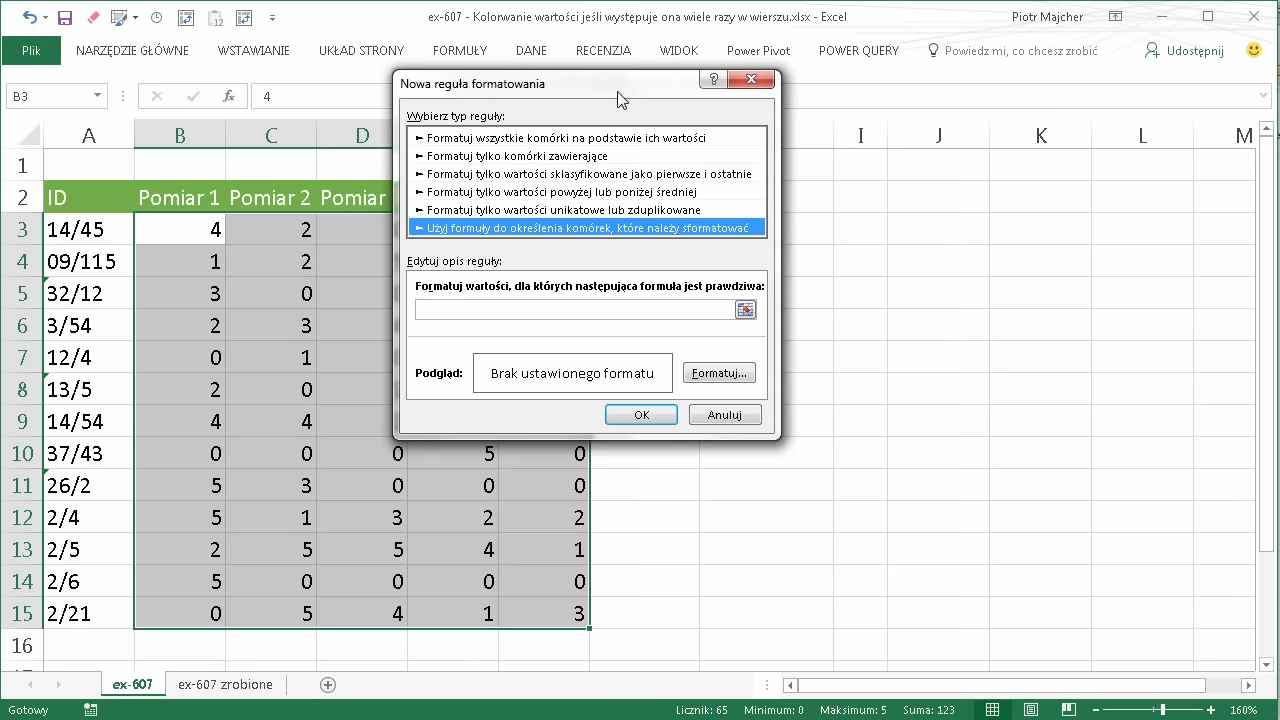 ex-607 - Kolorwanie wartości jeśli występuje ona wiele razy w wierszu.xlsx - Excel
Piotr Majcher
Plik NARZĘDZIE GŁÓWNE WSTAWIANIE UKŁAD STRONY FORMUŁY DANE RECENZJA WIDOK Power Pivot POWER QUERY Powiedz mi, co chcesz zrobić Udostępnij
B3 fx 4
Nowa reguła formatowania ?
Wybierz typ reguły:
► Formatuj wszystkie komórki na podstawie ich wartości
► Formatuj tylko komórki zawierające
► Formatuj tylko wartości sklasyfikowane jako pierwsze i ostatnie
► Formatuj tylko wartości powyżej lub poniżej średniej
► Formatuj tylko wartości unikatowe lub zduplikowane
► Użyj formuły do określenia komórek, które należy sformatować
Edytuj opis reguły:
Formatuj wartości, dla których następująca formuła jest prawdziwa:
Podgląd: Brak ustawionego formatu Formatuj...
OK Anuluj
A B C D I J K L M
1
2 ID Pomiar 1 Pomiar 2 Pomiar
3 14/45 4 2
4 09/115 1 2
5 32/12 3 0
6 3/54 2 3
7 12/4 0 1
8 13/5 2 0
9 14/54 4 4
10 37/43 0 0 0 5 0
11 26/2 5 3 0 0 0
12 2/4 5 1 3 2 2
13 2/5 2 5 5 4 1
14 2/6 5 0 0 0 0
15 2/21 0 5 4 1 3
16
ex-607 ex-607 zrobione
Gotowy Licznik: 65 Minimum: 0 Maksimum: 5 Suma: 123 160%